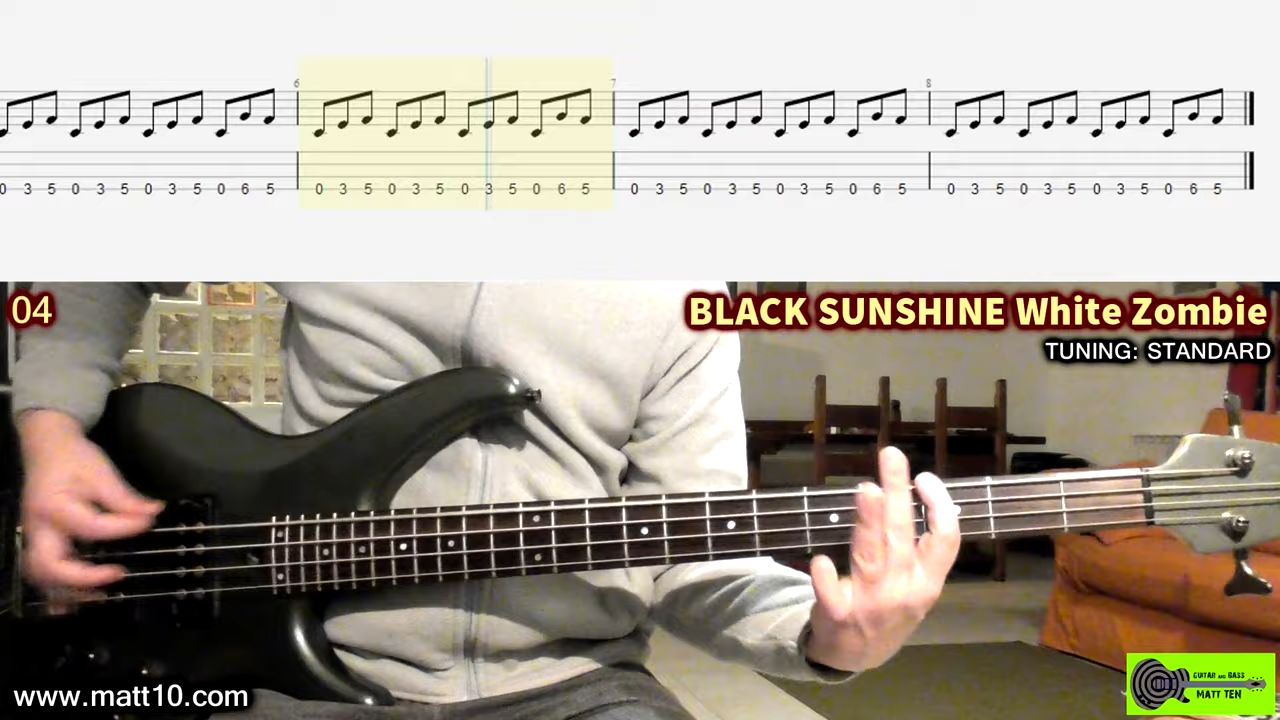 6 7 8
0 3 5 0 3 5 0 3 5 0 6 5 0 3 5 0 3 5 0 3 5 0 6 5 0 3 5 0 3 5 0 3 5 0 6 5 0 3 5 0 3 5 0 3 5 0 6 5
04
BLACK SUNSHINE White Zombie
TUNING: STANDARD
www.matt10.com
GUITAR AND BASS
MATT TEN